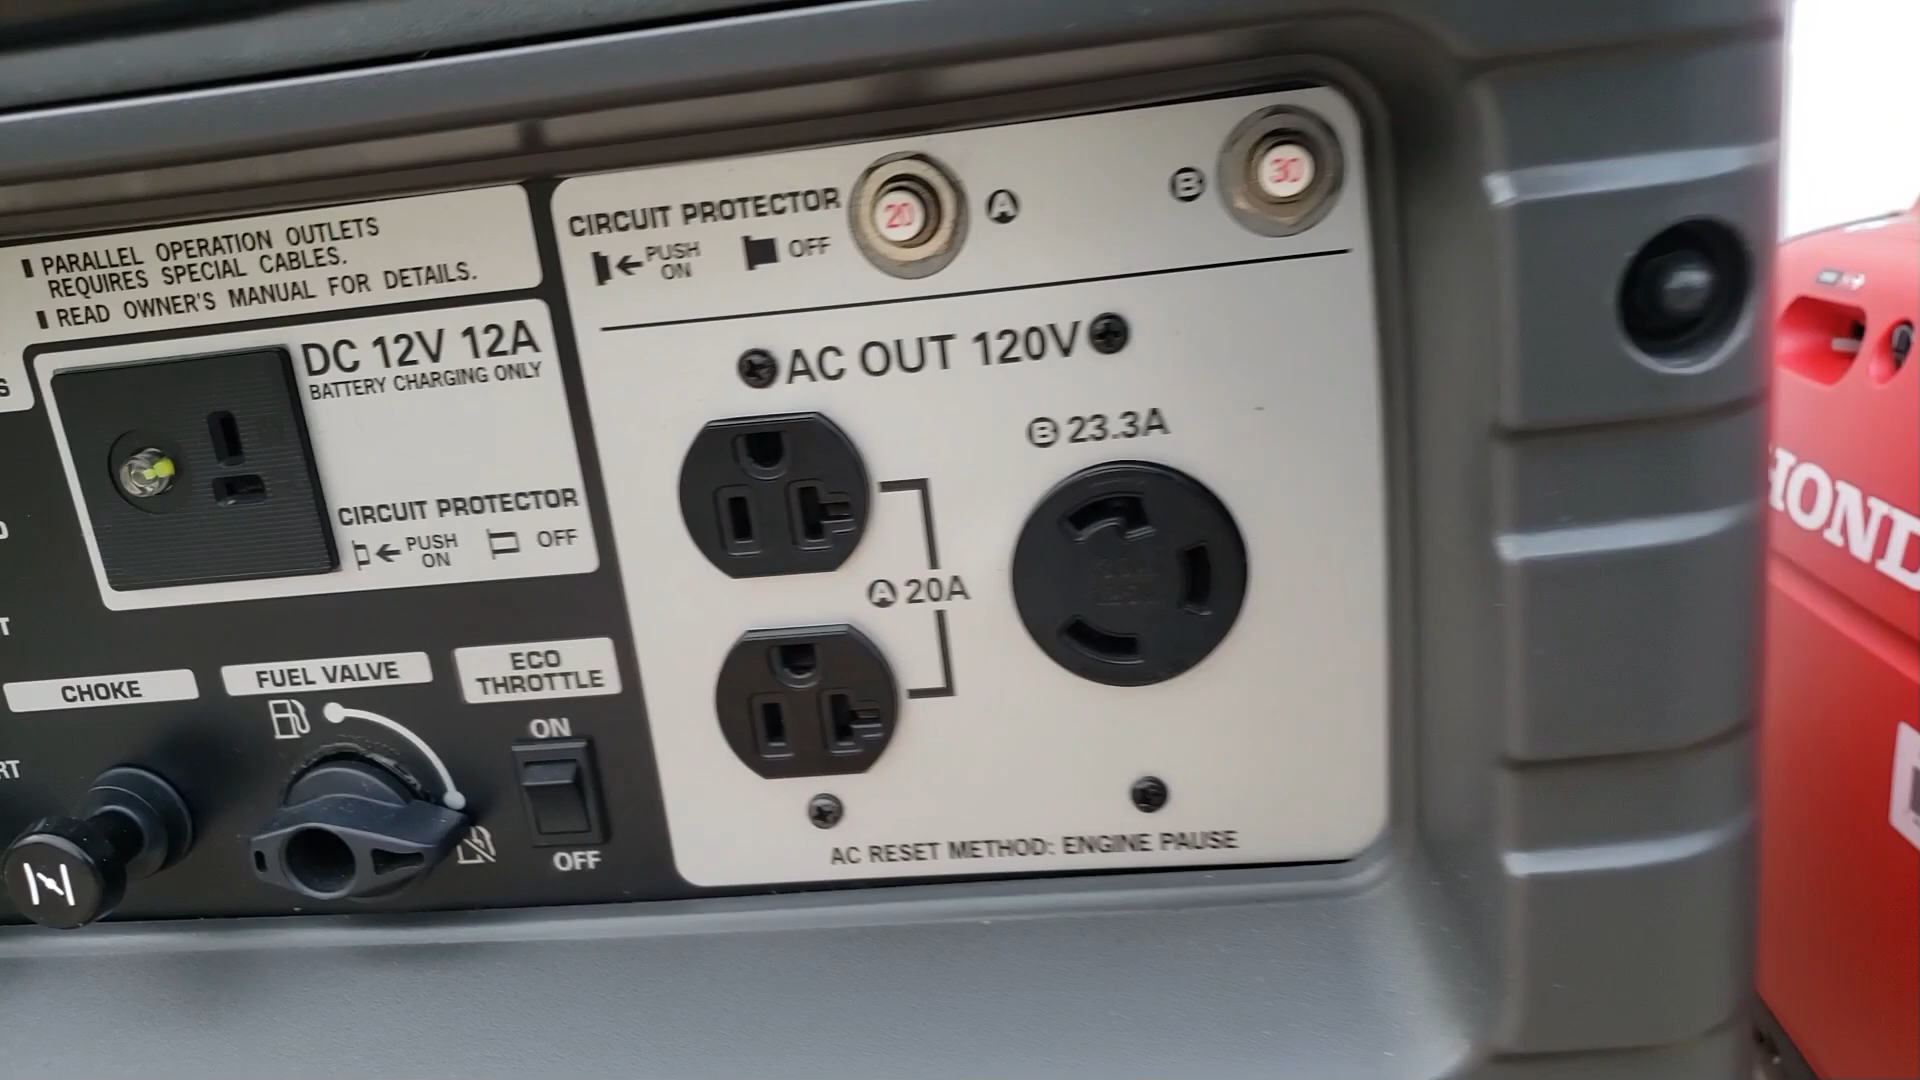 PARALLEL OPERATION OUTLETS
REQUIRES SPECIAL CABLES.
READ OWNER'S MANUAL FOR DETAILS.
DC 12V 12A
BATTERY CHARGING ONLY
CIRCUIT PROTECTOR
PUSH
ON
OFF
CHOKE
FUEL VALVE
ECO
THROTTLE
ON
OFF
CIRCUIT PROTECTOR
PUSH
ON
OFF
20
A
B
30
AC OUT 120V
B 23.3A
A 20A
AC RESET METHOD: ENGINE PAUSE
HOND